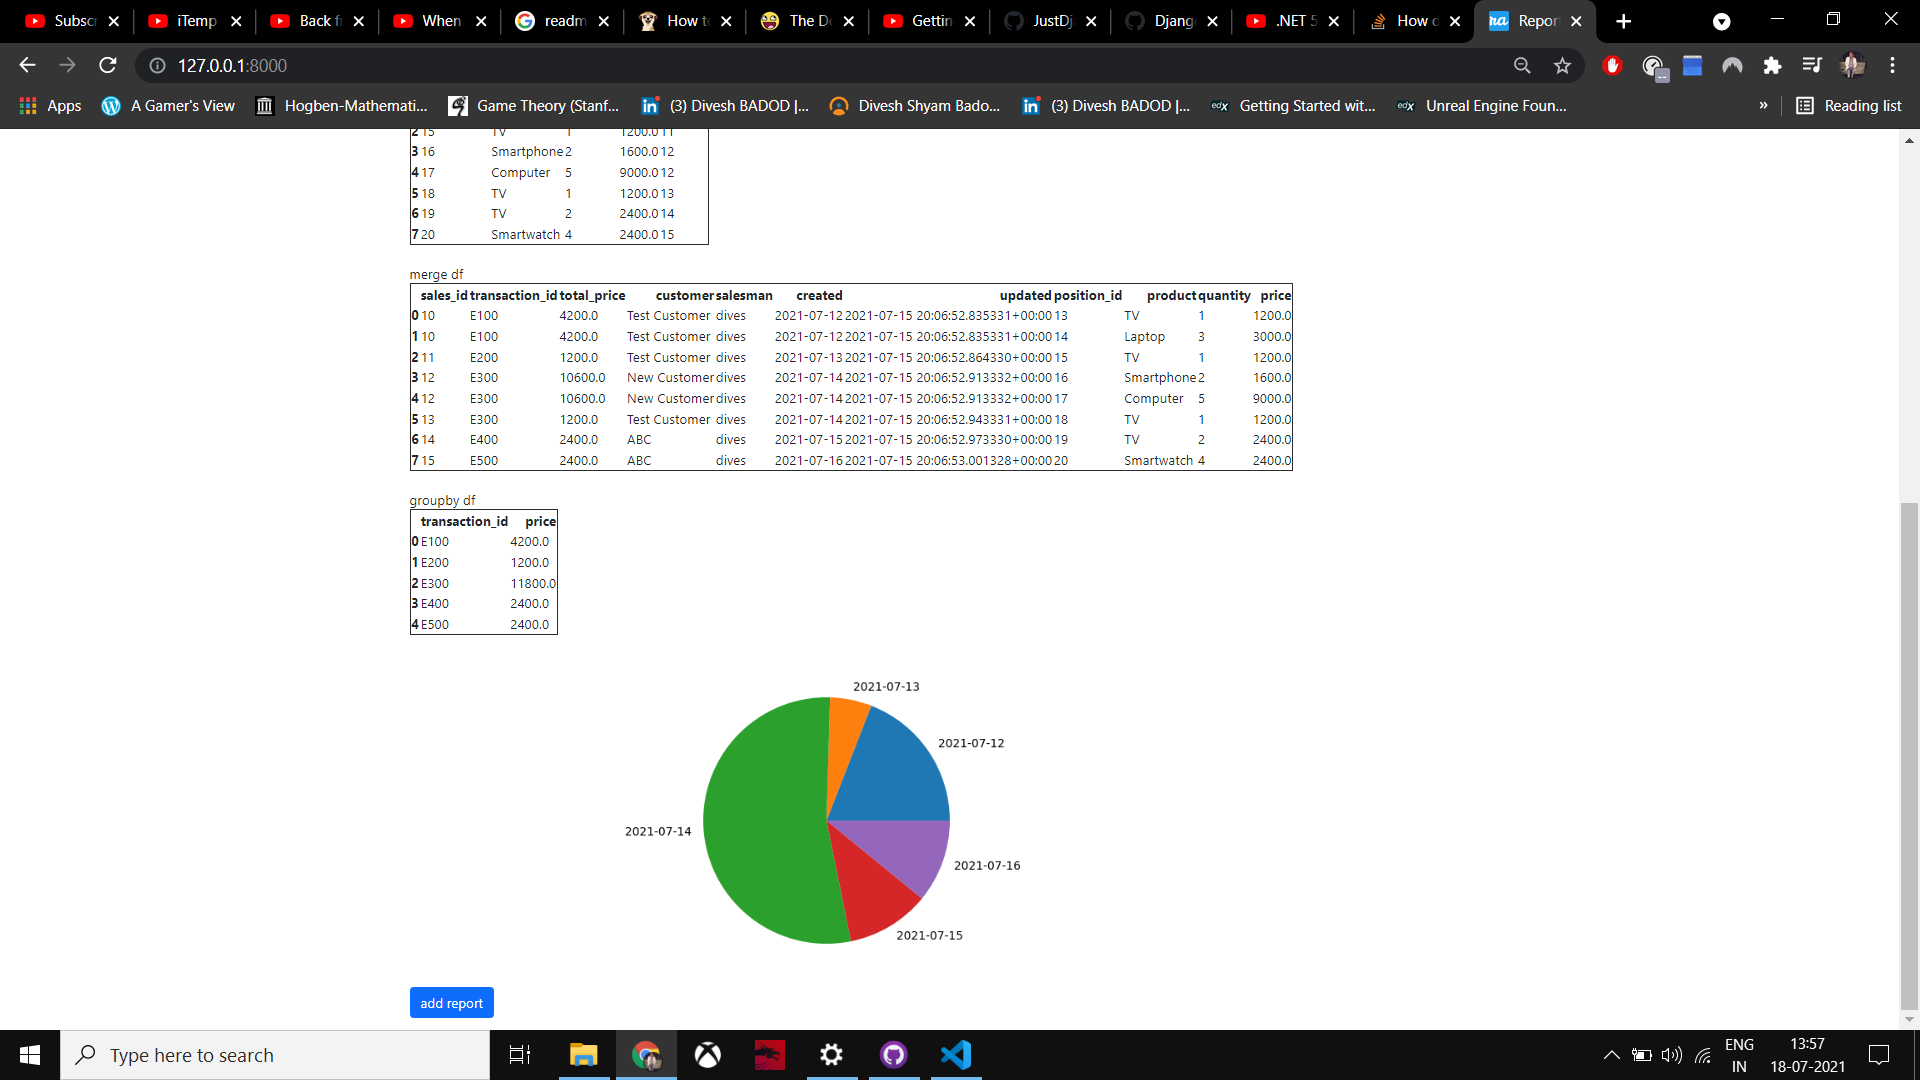 Subscr iTemp Back f When readm How to The Do Gettin JustDj Djang .NET 5 How d Repor
127.0.0.1:8000
Apps A Gamer's View Hogben-Mathemati... Game Theory (Stanf... (3) Divesh BADOD |... Divesh Shyam Bado... (3) Divesh BADOD |... Getting Started wit... Unreal Engine Foun... » Reading list
2 15 TV 1 1200.0 11
3 16 Smartphone 2 1600.0 12
4 17 Computer 5 9000.0 12
5 18 TV 1 1200.0 13
6 19 TV 2 2400.0 14
7 20 Smartwatch 4 2400.0 15
merge df
sales_id transaction_id total_price customer salesman created updated position_id product quantity price
0 10 E100 4200.0 Test Customer dives 2021-07-12 2021-07-15 20:06:52.835331+00:00 13 TV 1 1200.0
1 10 E100 4200.0 Test Customer dives 2021-07-12 2021-07-15 20:06:52.835331+00:00 14 Laptop 3 3000.0
2 11 E200 1200.0 Test Customer dives 2021-07-13 2021-07-15 20:06:52.864330+00:00 15 TV 1 1200.0
3 12 E300 10600.0 New Customer dives 2021-07-14 2021-07-15 20:06:52.913332+00:00 16 Smartphone 2 1600.0
4 12 E300 10600.0 New Customer dives 2021-07-14 2021-07-15 20:06:52.913332+00:00 17 Computer 5 9000.0
5 13 E300 1200.0 Test Customer dives 2021-07-14 2021-07-15 20:06:52.943331+00:00 18 TV 1 1200.0
6 14 E400 2400.0 ABC dives 2021-07-15 2021-07-15 20:06:52.973330+00:00 19 TV 2 2400.0
7 15 E500 2400.0 ABC dives 2021-07-16 2021-07-15 20:06:53.001328+00:00 20 Smartwatch 4 2400.0
groupby df
transaction_id price
0 E100 4200.0
1 E200 1200.0
2 E300 11800.0
3 E400 2400.0
4 E500 2400.0
2021-07-13
2021-07-12
2021-07-14
2021-07-16
2021-07-15
add report
Type here to search
ENG
IN
13:57
18-07-2021